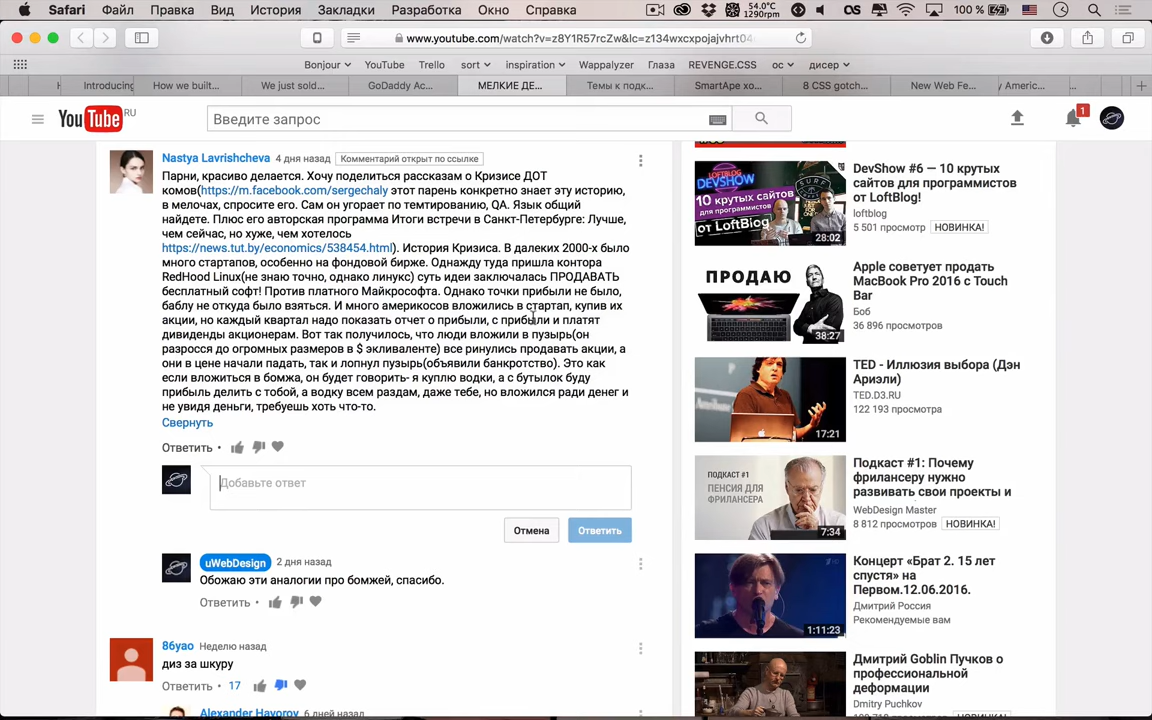 Safari Файл Правка Вид История Закладки Разработка Окно Справка 54.0°C 1290rpm 100 %
www.youtube.com/watch?v=z8Y1R57rcZw&lc=z134wxcxpojajvhrt04
Bonjour YouTube Trello sort inspiration Wappalyzer Глаза REVENGE.CSS ос дисер
Introducing How we built... We just sold... GoDaddy Ac... МЕЛКИЕ ДЕ... Темы к подк... SmartApe хо... 8 CSS gotch... New Web Fe... y Americ...
YouTube RU
Введите запрос
1
Nastya Lavrishcheva 4 дня назад Комментарий открыт по ссылке
Парни, красиво делается. Хочу поделиться рассказам о Кризисе ДОТ
комов(https://m.facebook.com/sergechaly этот парень конкретно знает эту историю,
в мелочах, спросите его. Сам он угорает по темтированию, QA. Язык общий
найдете. Плюс его авторская программа Итоги встречи в Санкт-Петербурге: Лучше,
чем сейчас, но хуже, чем хотелось
https://news.tut.by/economics/538454.html). История Кризиса. В далеких 2000-х было
много стартапов, особенно на фондовой бирже. Однажду туда пришла контора
RedHood Linux(не знаю точно, однако линукс) суть идеи заключалась ПРОДАВАТЬ
бесплатный софт! Против платного Майкрософта. Однако точки прибыли не было,
баблу не откуда было взяться. И много америкосов вложились в стартап, купив их
акции, но каждый квартал надо показать отчет о прибыли, с прибыли и платят
дивиденды акционерам. Вот так получилось, что люди вложили в пузырь(он
разросся до огромных размеров в $ эквиваленте) все ринулись продавать акции, а
они в цене начали падать, так и лопнул пузырь(объявили банкротство). Это как
если вложиться в бомжа, он будет говорить- я куплю водки, а с бутылок буду
прибыль делить с тобой, а водку всем раздам, даже тебе, но вложился ради денег и
не увидя деньги, требуешь хоть что-то.
Свернуть
Ответить
Добавьте ответ
Отмена Ответить
uWebDesign 2 дня назад
Обожаю эти аналогии про бомжей, спасибо.
Ответить
86yao Неделю назад
диз за шкуру
Ответить 17
Alexander Hayorov 6 дней назад
DEVSHOW
10 КРУТЫХ
САЙТОВ
для ПРОГРАММИСТОВ
от LoftBlog
28:02
DevShow #6 — 10 крутых
сайтов для программистов
от LoftBlog!
loftblog
5 501 просмотр НОВИНКА!
ПРОДАЮ
38:27
Apple советует продать
MacBook Pro 2016 с Touch
Bar
Боб
36 896 просмотров
17:21
TED - Иллюзия выбора (Дэн
Ариэли)
TED.D3.RU
122 193 просмотра
ПОДКАСТ #1
ПЕНСИЯ ДЛЯ
ФРИЛАНСЕРА
7:34
Подкаст #1: Почему
фрилансеру нужно
развивать свои проекты и
WebDesign Master
8 812 просмотров НОВИНКА!
1:11:23
Концерт «Брат 2. 15 лет
спустя» на
Первом.12.06.2016.
Дмитрий Россия
Рекомендуемые вам
Дмитрий Goblin Пучков о
профессиональной
деформации
Dmitry Puchkov